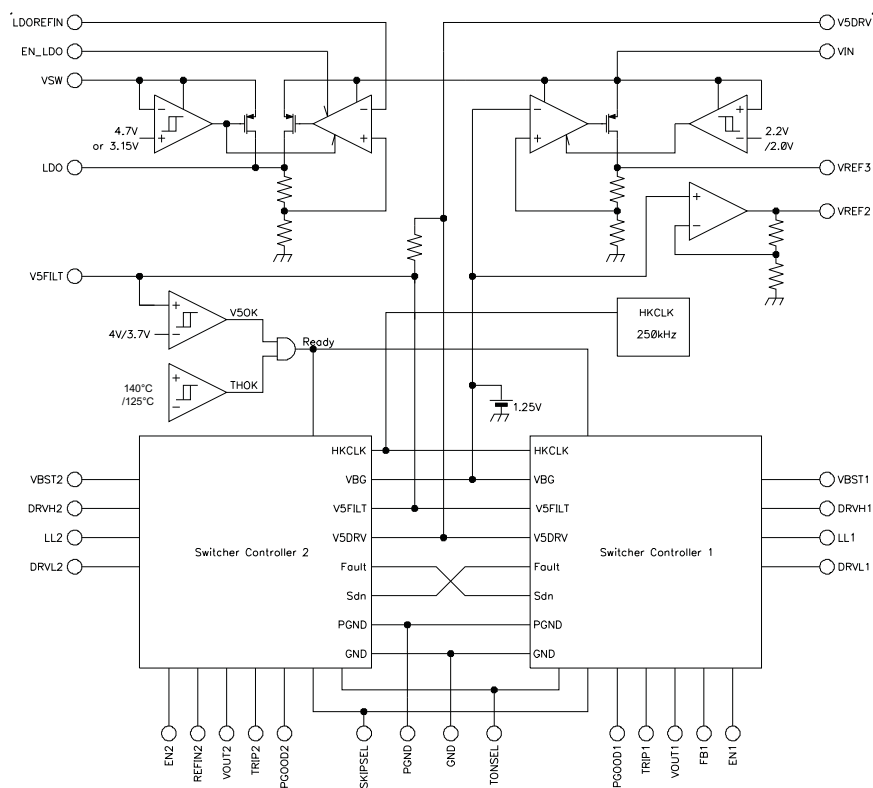 LDOREFIN
V5DRV
EN_LDO
VIN
VSW
4.7V
or 3.15V
2.2V
/2.0V
LDO
VREF3
VREF2
V5FILT
V5OK
4V/3.7V
Ready
HKCLK
250kHz
140°C
/125°C
THOK
1.25V
HKCLK
HKCLK
VBST2
VBG
VBG
VBST1
DRVH2
V5FILT
V5FILT
DRVH1
LL2
V5DRV
V5DRV
LL1
Switcher Controller 2
Switcher Controller 1
DRVL2
Fault
Fault
DRVL1
Sdn
Sdn
PGND
PGND
GND
GND
EN2
REFIN2
VOUT2
TRIP2
PGOOD2
SKIPSEL
PGND
GND
TONSEL
PGOOD1
TRIP1
VOUT1
FB1
EN1